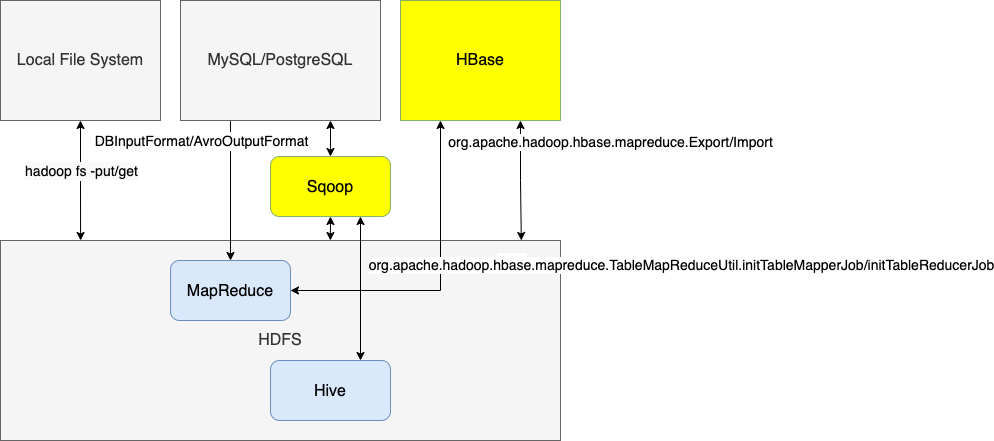 Local File System
MySQL/PostgreSQL
HBase
DBInputFormat/AvroOutputFormat
org.apache.hadoop.hbase.mapreduce.Export/Import
hadoop fs -put/get
Sqoop
org.apache.hadoop.hbase.mapreduce.TableMapReduceUtil.initTableMapperJob/initTableReducerJob
MapReduce
HDFS
Hive